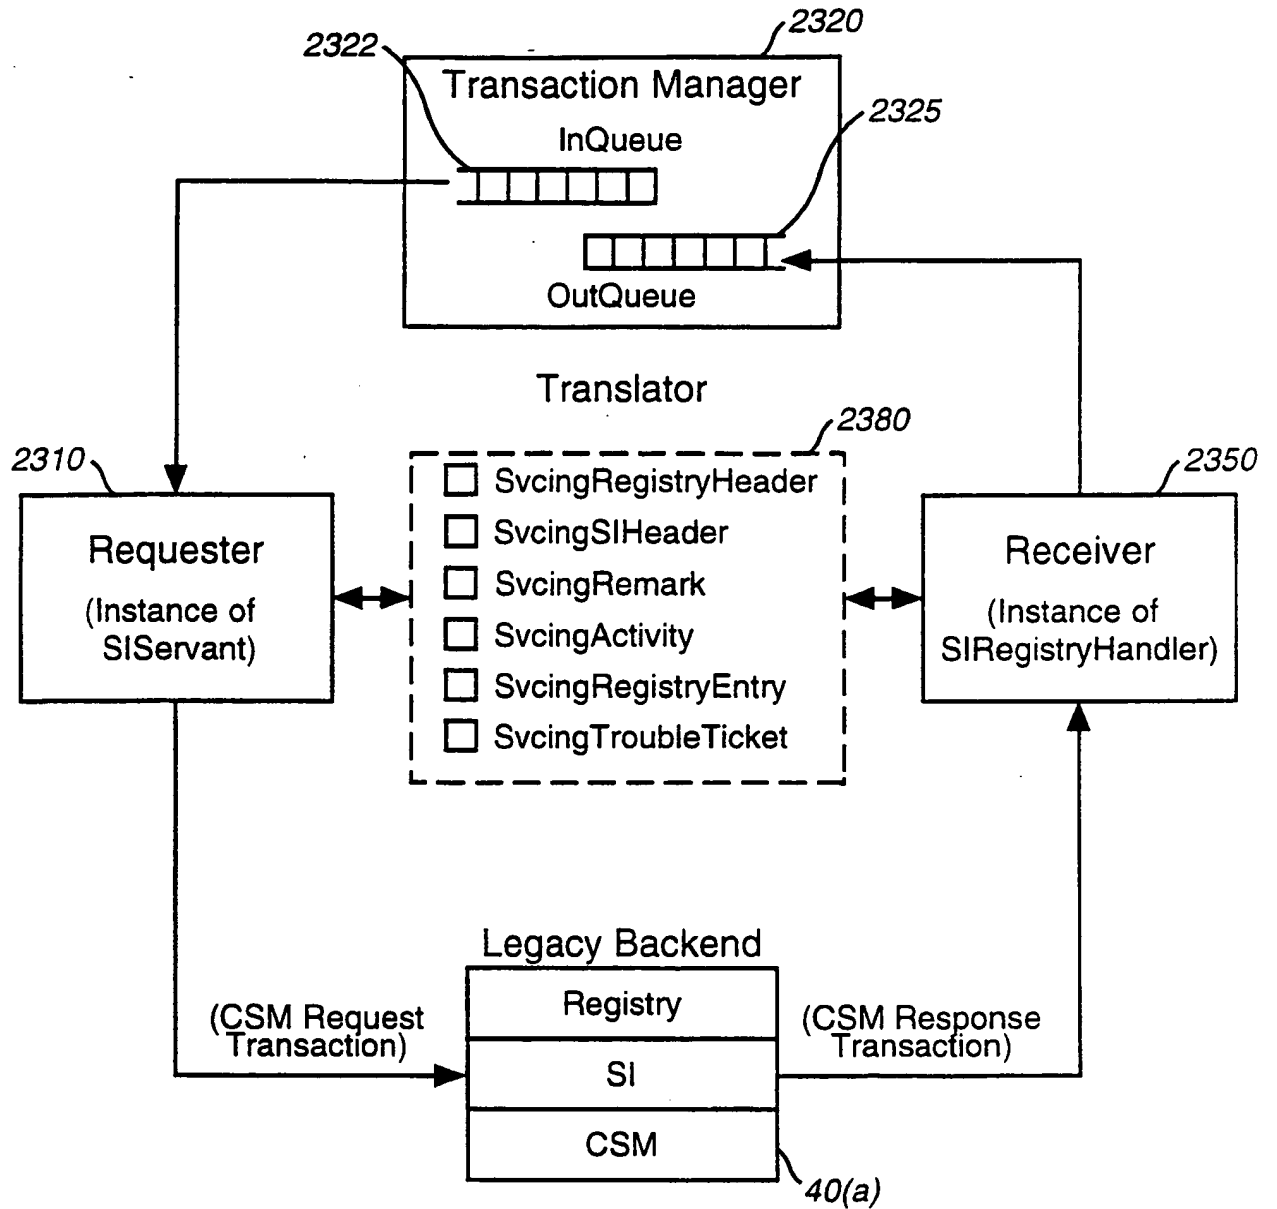 2320
2322
Transaction Manager
2325
InQueue
OutQueue
Translator
2380
2310
2350
SvcingRegistryHeader
SvcingSIHeader
SvcingRemark
SvcingActivity
SvcingRegistryEntry
SvcingTroubleTicket
Requester
(Instance of
SIServant)
Receiver
(Instance of
SIRegistryHandler)
Legacy Backend
Registry
SI
CSM
(CSM Request
Transaction)
(CSM Response
Transaction)
40(a)